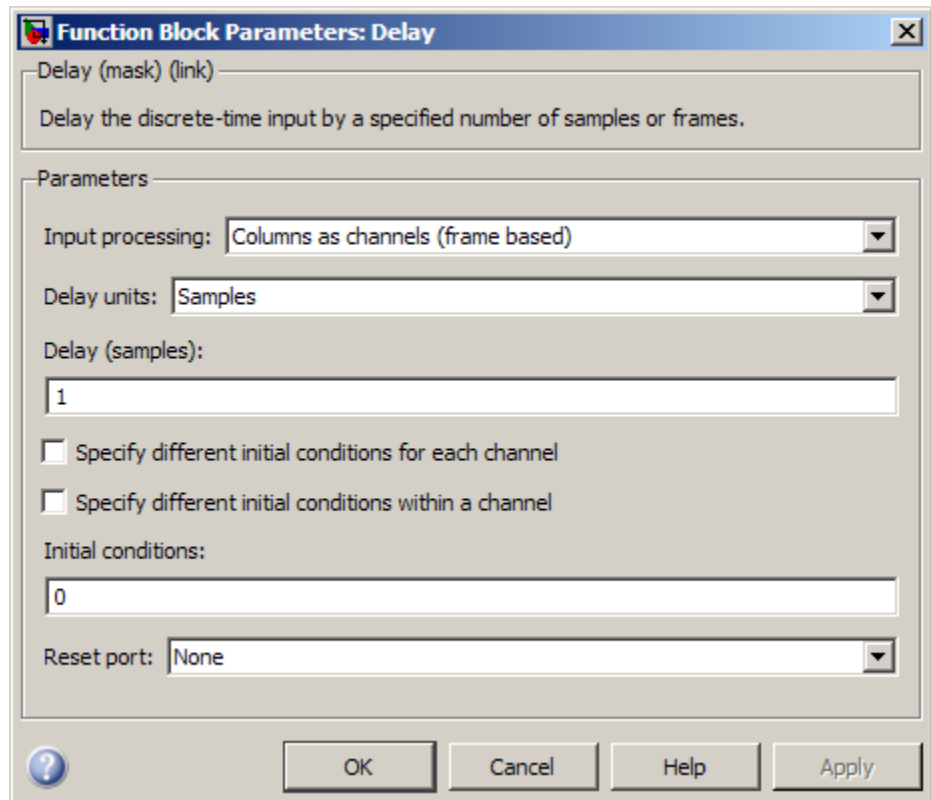 Function Block Parameters: Delay
Delay (mask) (link)
Delay the discrete-time input by a specified number of samples or frames.
Parameters
Input processing: Columns as channels (frame based)
Delay units: Samples
Delay (samples):
1
Specify different initial conditions for each channel
Specify different initial conditions within a channel
Initial conditions:
0
Reset port: None
? OK Cancel Help Apply